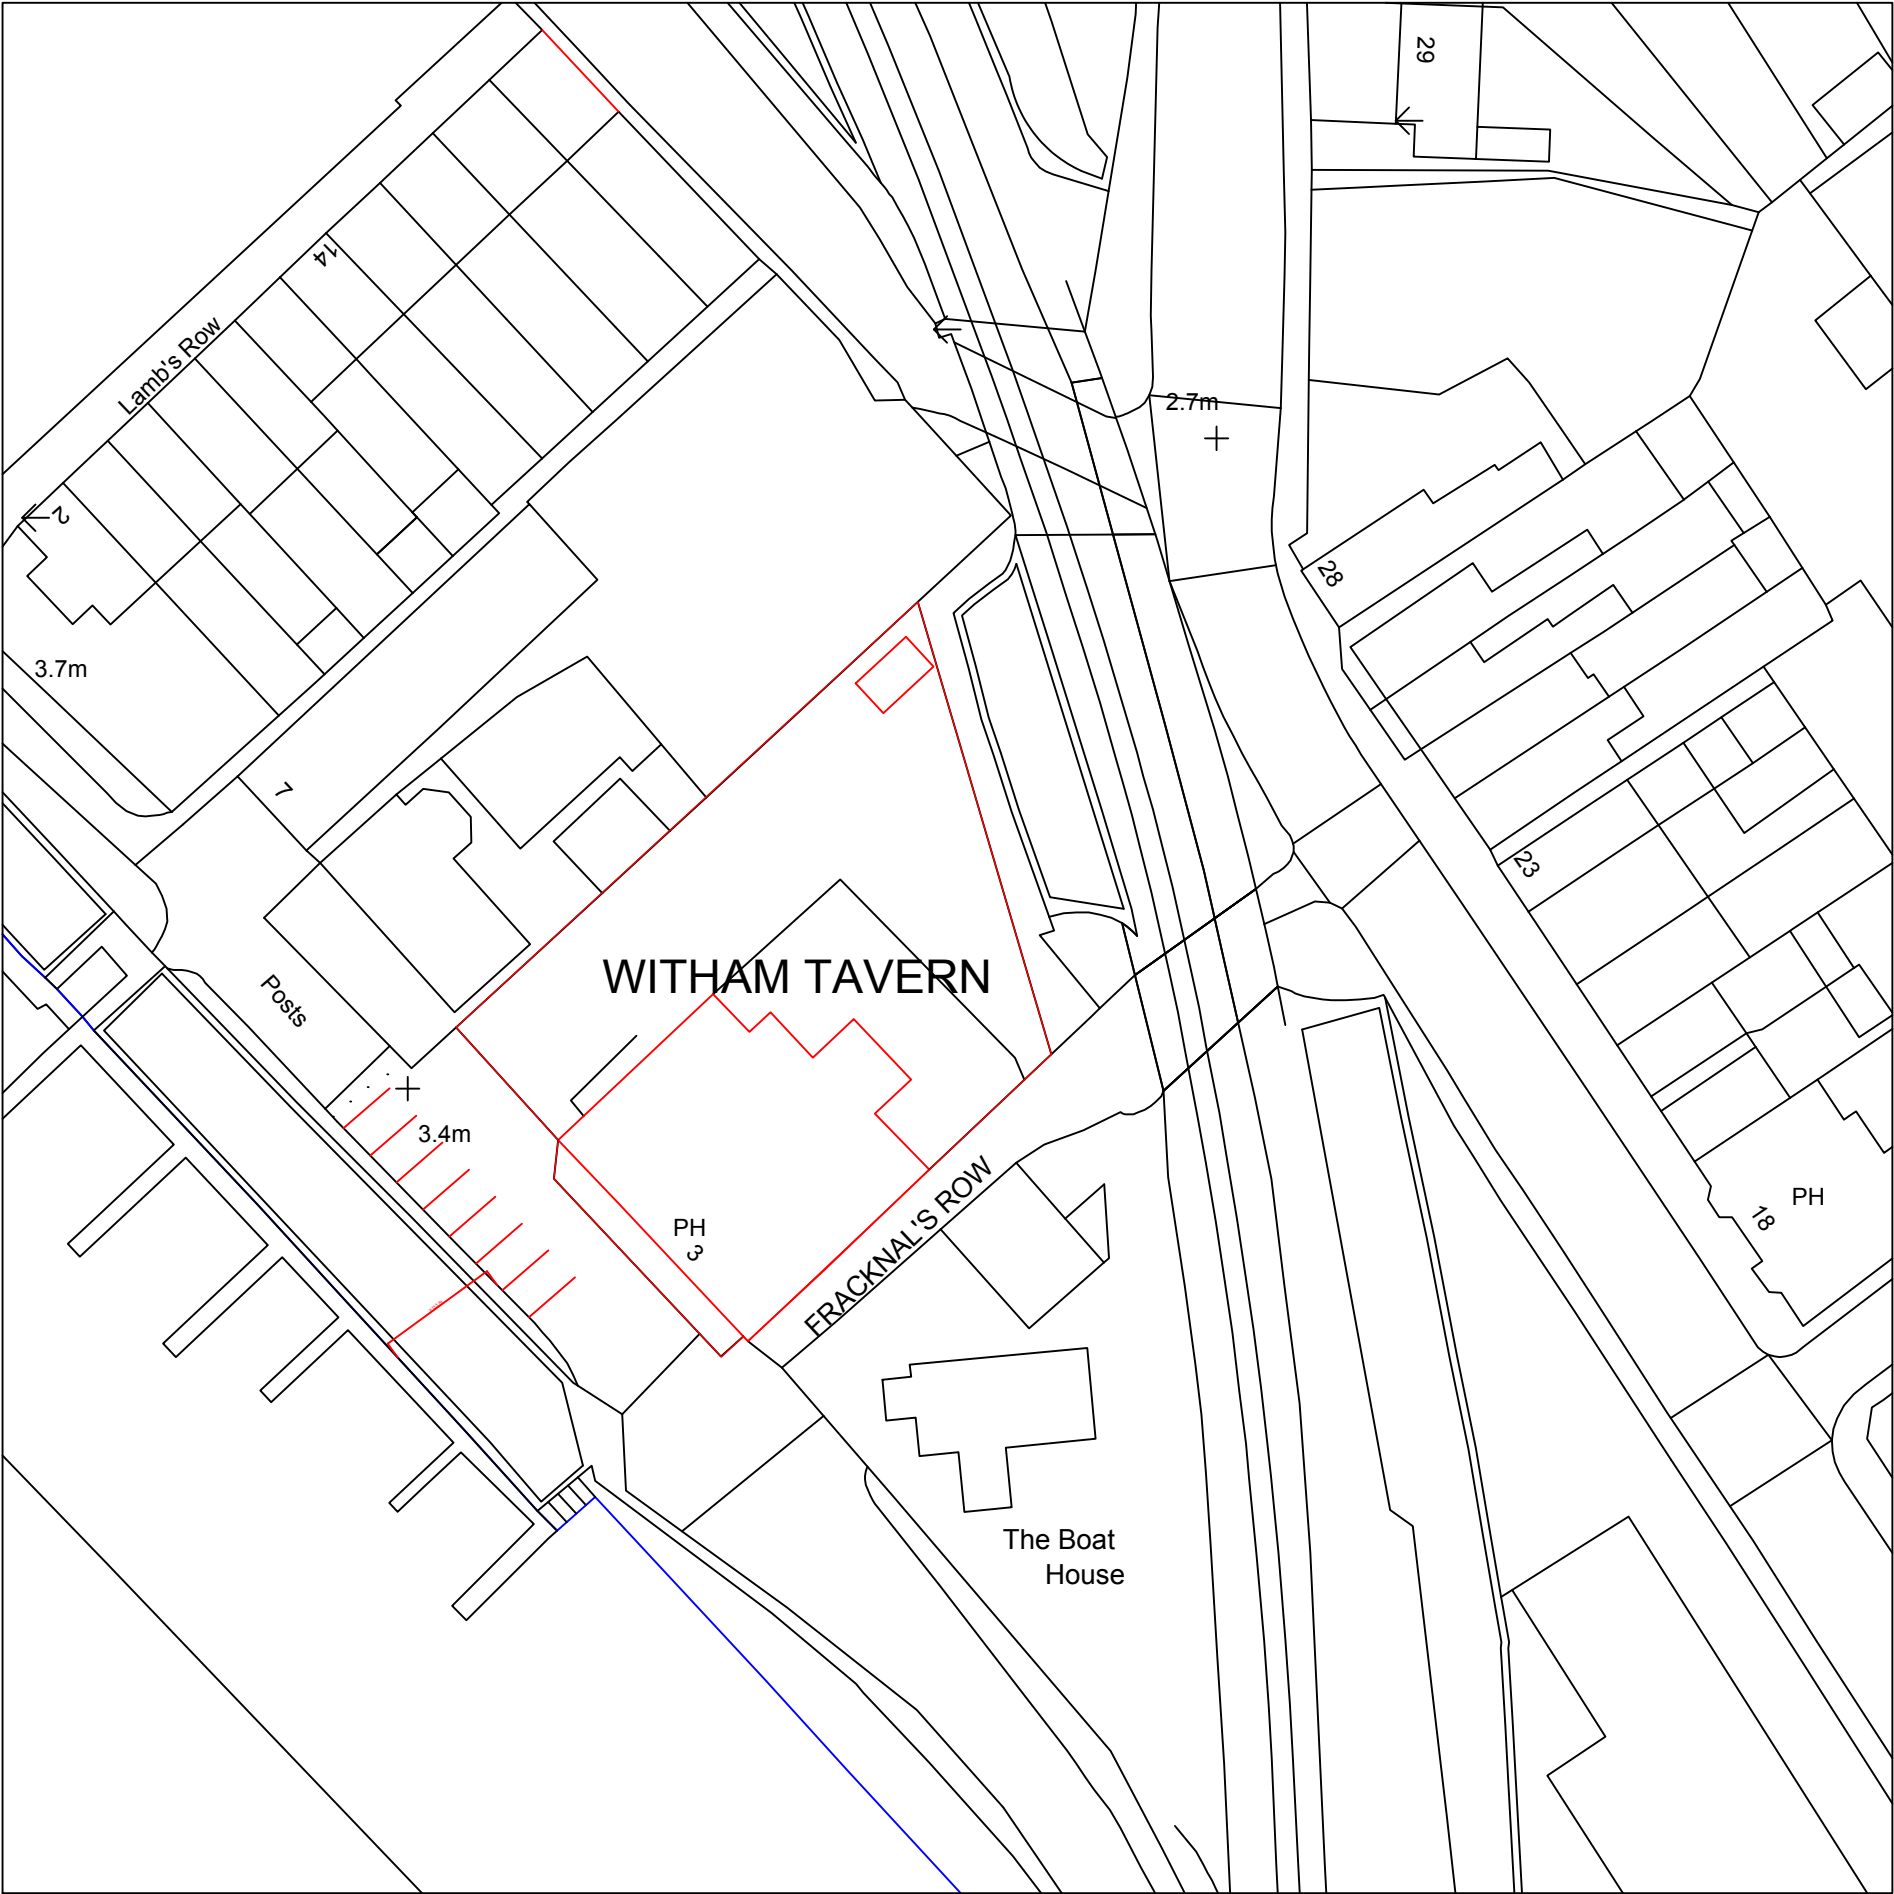 29
14
Lamb's Row
2.7m
2
28
3.7m
7
23
WITHAM TAVERN
Posts
3.4m
PH
18
PH
3
FRACKNAL'S ROW
The Boat
House